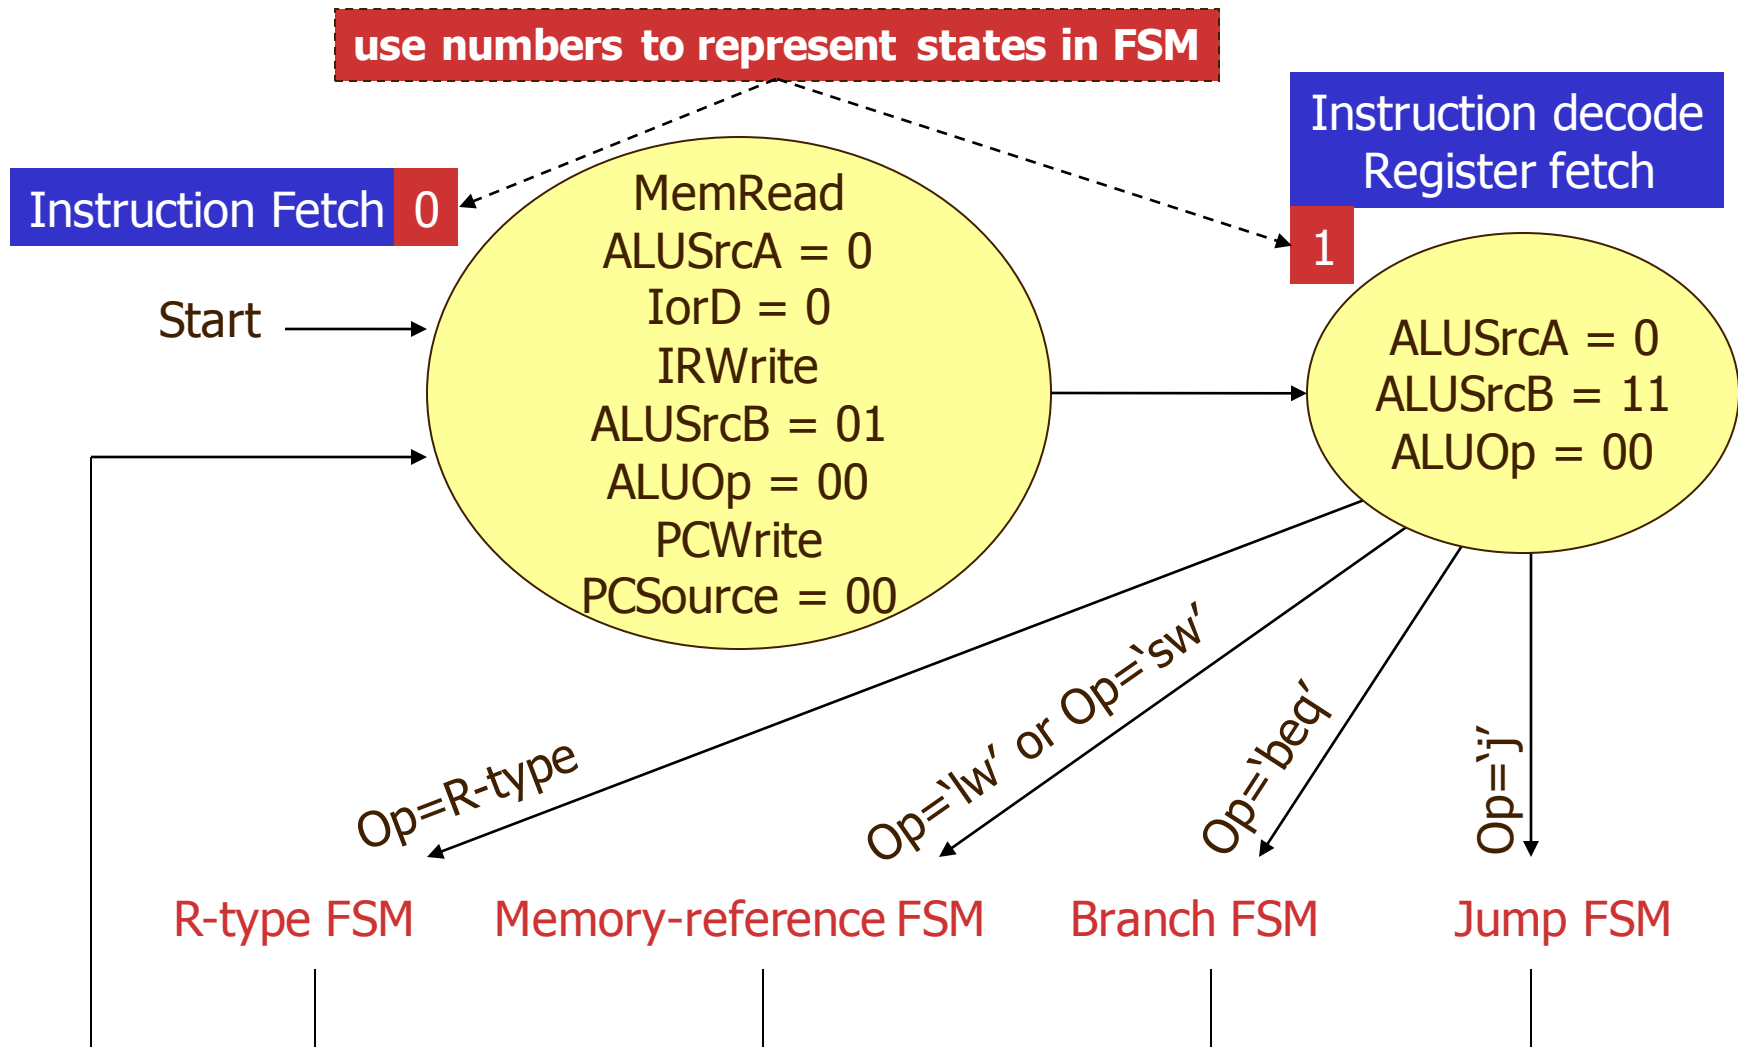 use numbers to represent states in FSM
Instruction decode
Register fetch
Instruction Fetch 0
1
MemRead
ALUSrcA = 0
IorD = 0
IRWrite
ALUSrcB = 01
ALUOp = 00
PCWrite
PCSource = 00
Start
ALUSrcA = 0
ALUSrcB = 11
ALUOp = 00
Op=R-type
Op=‘lw’ or Op=‘sw’
Op=‘beq’
Op=‘j’
R-type FSM
Memory-reference FSM
Branch FSM
Jump FSM